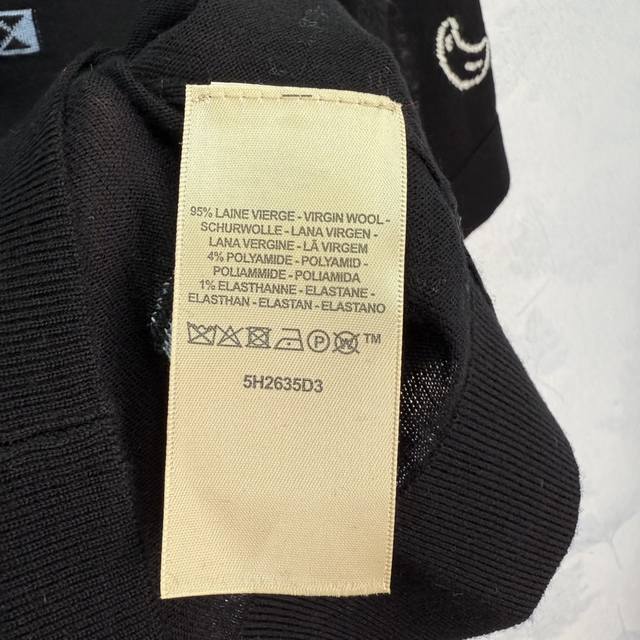 95% LAINE VIERGE - VIRGIN WOOL -
SCHURWOLLE - LANA VIRGEN -
LANA VERGINE - LÃ VIRGEM
4% POLYAMIDE - POLYAMID -
POLIAMMIDE - POLIAMIDA
1% ELASTHANNE - ELASTANE -
ELASTHAN - ELASTAN - ELASTANO
P W TM
5H2635D3